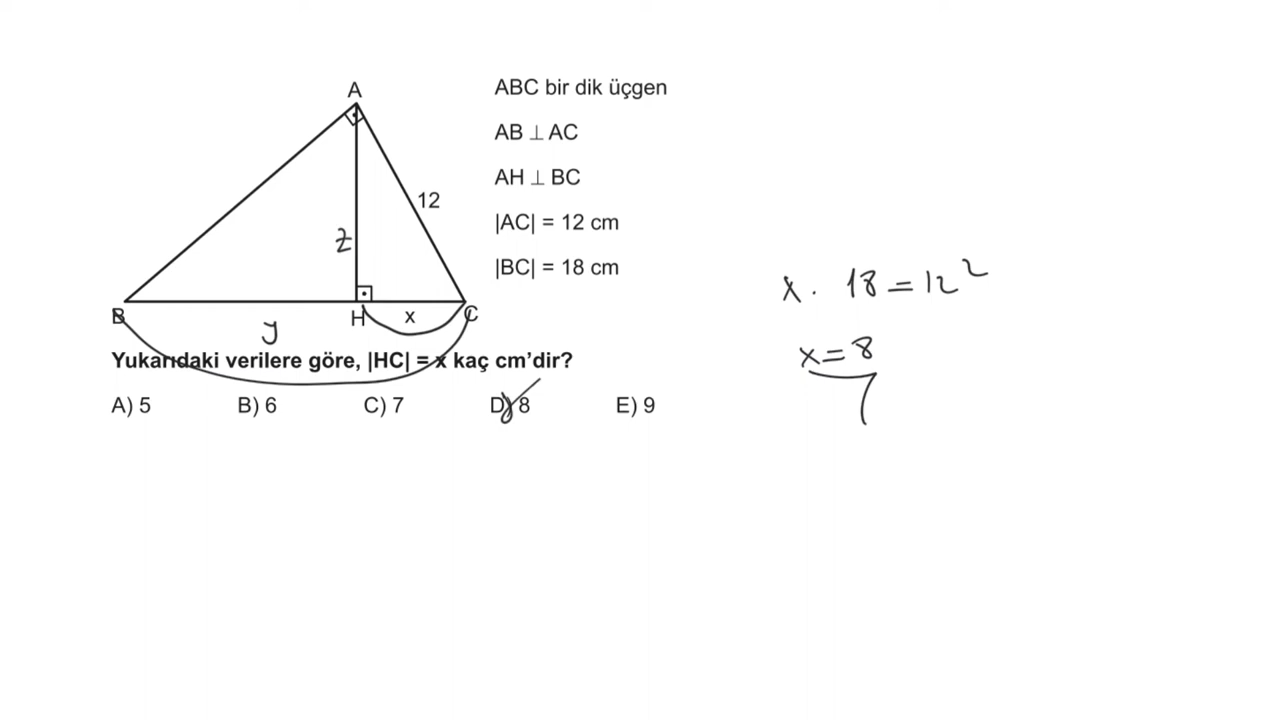 A
ABC bir dik üçgen
AB ⊥ AC
AH ⊥ BC
12
|AC| = 12 cm
z
|BC| = 18 cm
x . 18 = 12²
B
H
x
C
y
x = 8
Yukarıdaki verilere göre, |HC| = x kaç cm'dir?
A) 5 B) 6 C) 7 D) 8 E) 9